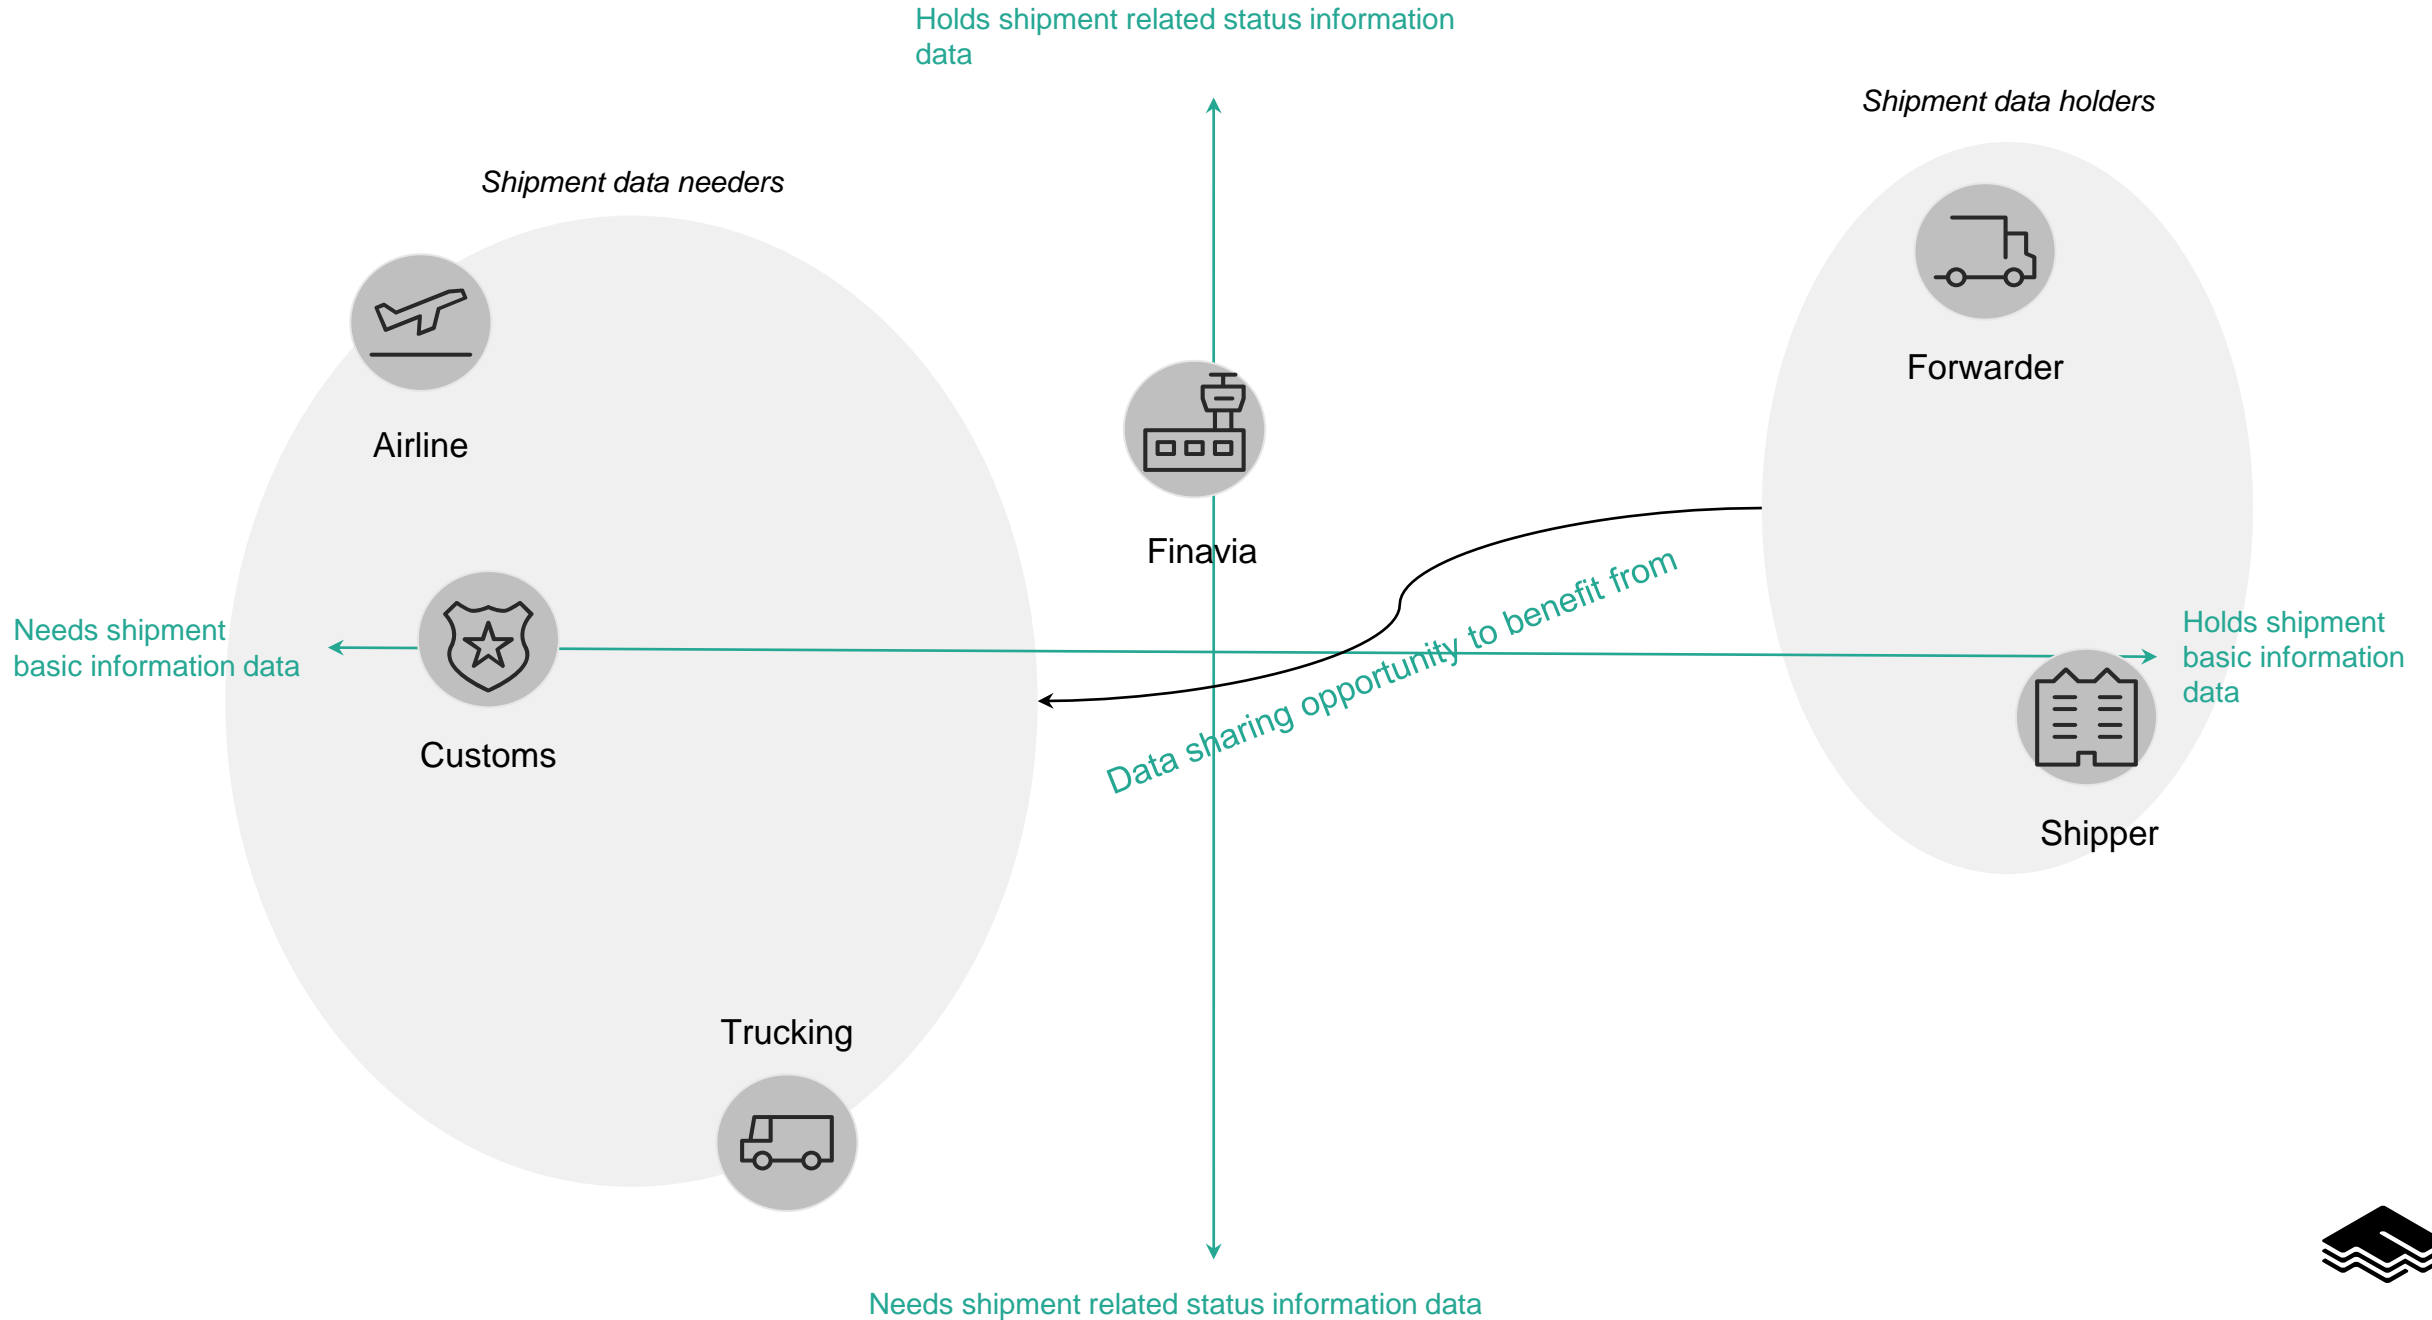 Holds shipment related status information
data
Shipment data holders
Shipment data needers
Forwarder
Airline
Finavia
Data sharing opportunity to benefit from
Needs shipment
basic information data
Holds shipment
basic information
data
Customs
Shipper
Trucking
Needs shipment related status information data